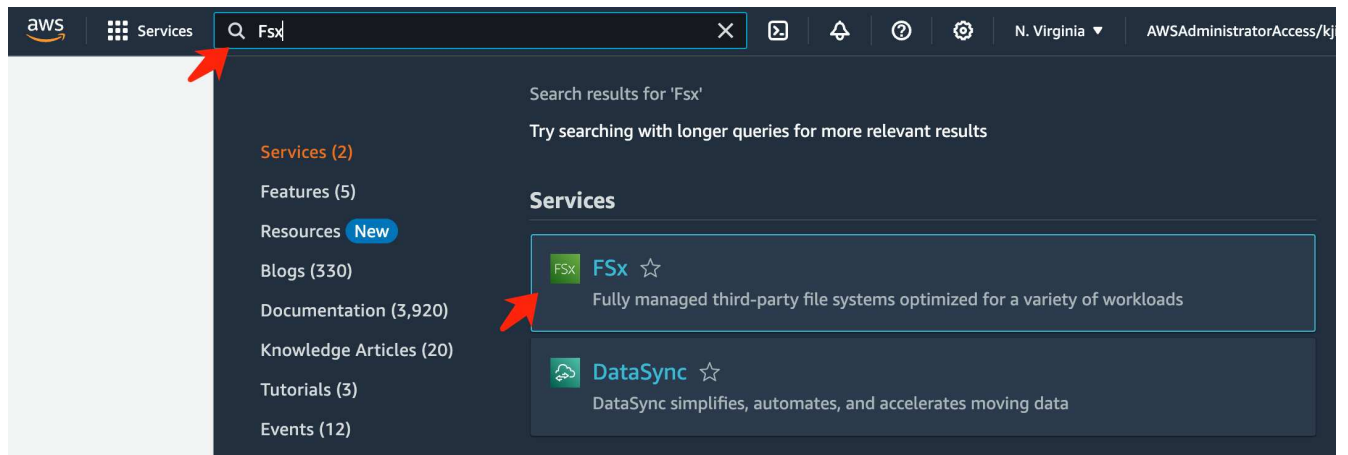 aws
Services
Fsx
N. Virginia
AWSAdministratorAccess/kji
Search results for 'Fsx'
Try searching with longer queries for more relevant results
Services (2)
Features (5)
Resources New
Blogs (330)
Documentation (3,920)
Knowledge Articles (20)
Tutorials (3)
Events (12)
Services
FSx
FSx
Fully managed third-party file systems optimized for a variety of workloads
DataSync
DataSync simplifies, automates, and accelerates moving data